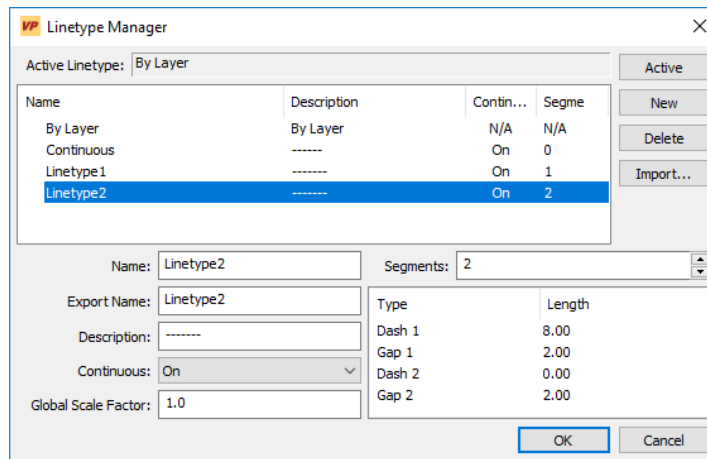 VP Linetype Manager
Active Linetype: By Layer
Active
Name Description Contin... Segme
New
By Layer By Layer N/A N/A
Delete
Continuous ------ On 0
Linetype1 ------- On 1
Import...
Linetype2 ------- On 2
Name: Linetype2
Segments: 2
Export Name: Linetype2
Description: -------
Continuous: On
Global Scale Factor: 1.0
Type Length
Dash 1 8.00
Gap 1 2.00
Dash 2 0.00
Gap 2 2.00
OK Cancel